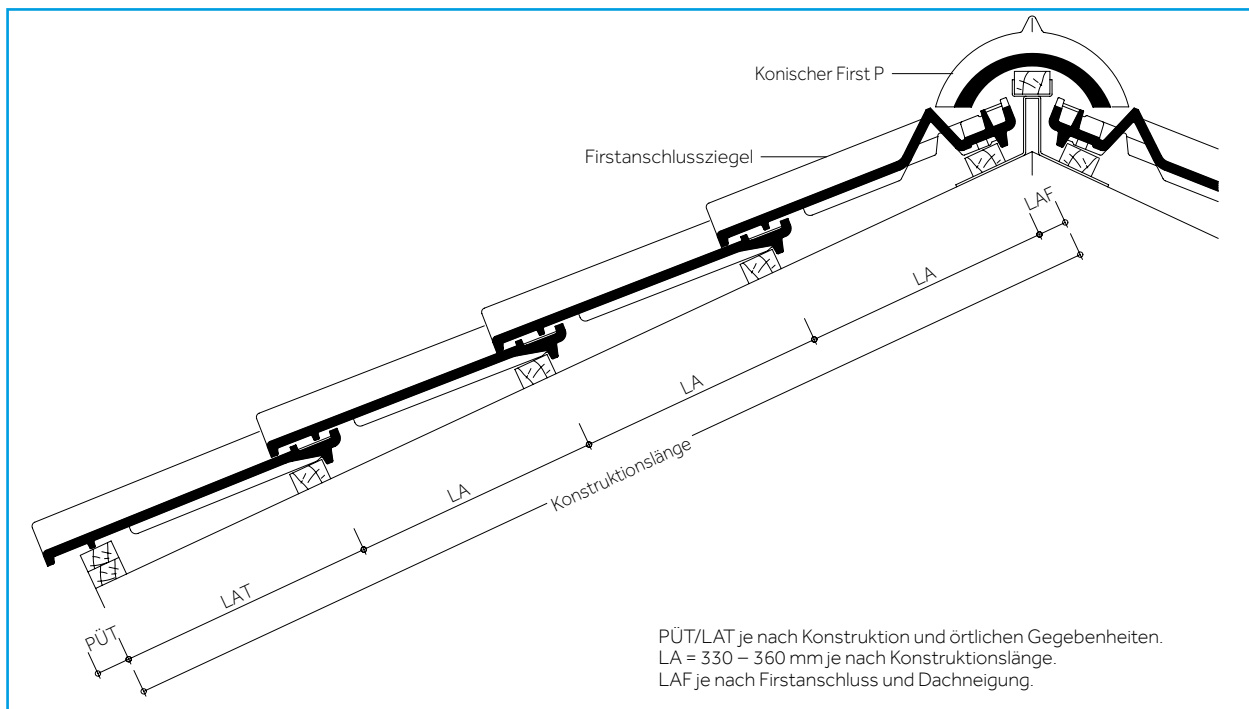 Konischer First P
Firstanschlussziegel
LAF
LA
LA
LA
Konstruktionslänge
LAT
PÜT
PÜT/LAT je nach Konstruktion und örtlichen Gegebenheiten.
LA = 330 – 360 mm je nach Konstruktionslänge.
LAF je nach Firstanschluss und Dachneigung.